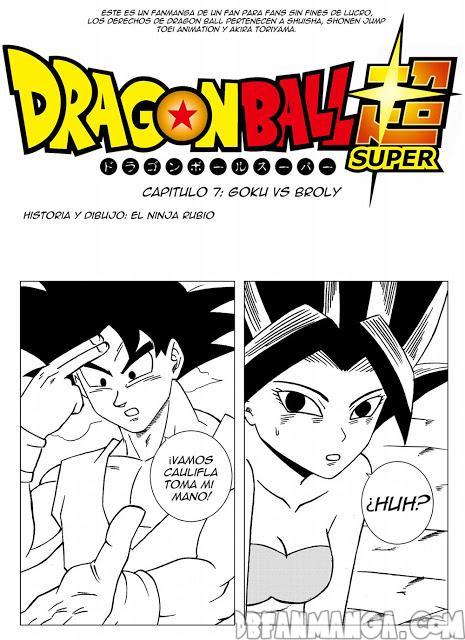 ESTE ES UN FANMANGA DE UN FAN PARA FANS SIN FINES DE LUCRO,
LOS DERECHOS DE DRAGON BALL PERTENECEN A SHUISHA, SHONEN JUMP
TOEI ANIMATION Y AKIRA TORIYAMA.
DRAGON BALL 超
SUPER
ドラゴンボールスーパー
CAPITULO 7: GOKU VS BROLY
HISTORIA Y DIBUJO: EL NINJA RUBIO
¡VAMOS
CAULIFLA
TOMA MI
MANO!
¿HUH?
DBFANMANGA.COM